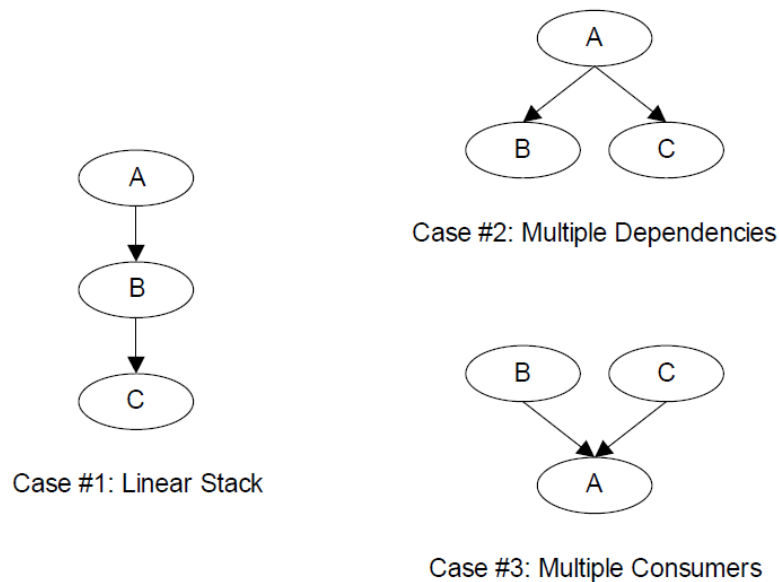 A
B
C
Case #1: Linear Stack
A
B
C
Case #2: Multiple Dependencies
B
C
A
Case #3: Multiple Consumers